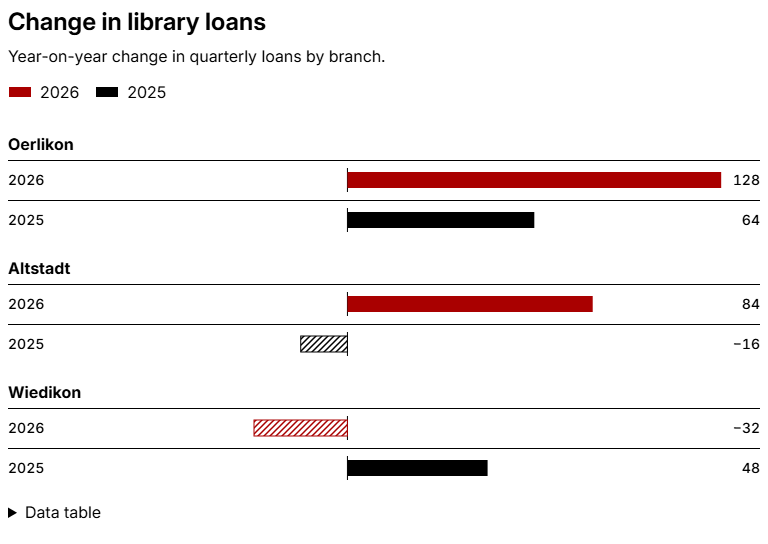 Change in library loans
Year-on-year change in quarterly loans by branch.
2026 2025
Oerlikon
2026 128
2025 64
Altstadt
2026 84
2025 −16
Wiedikon
2026 −32
2025 48
Data table